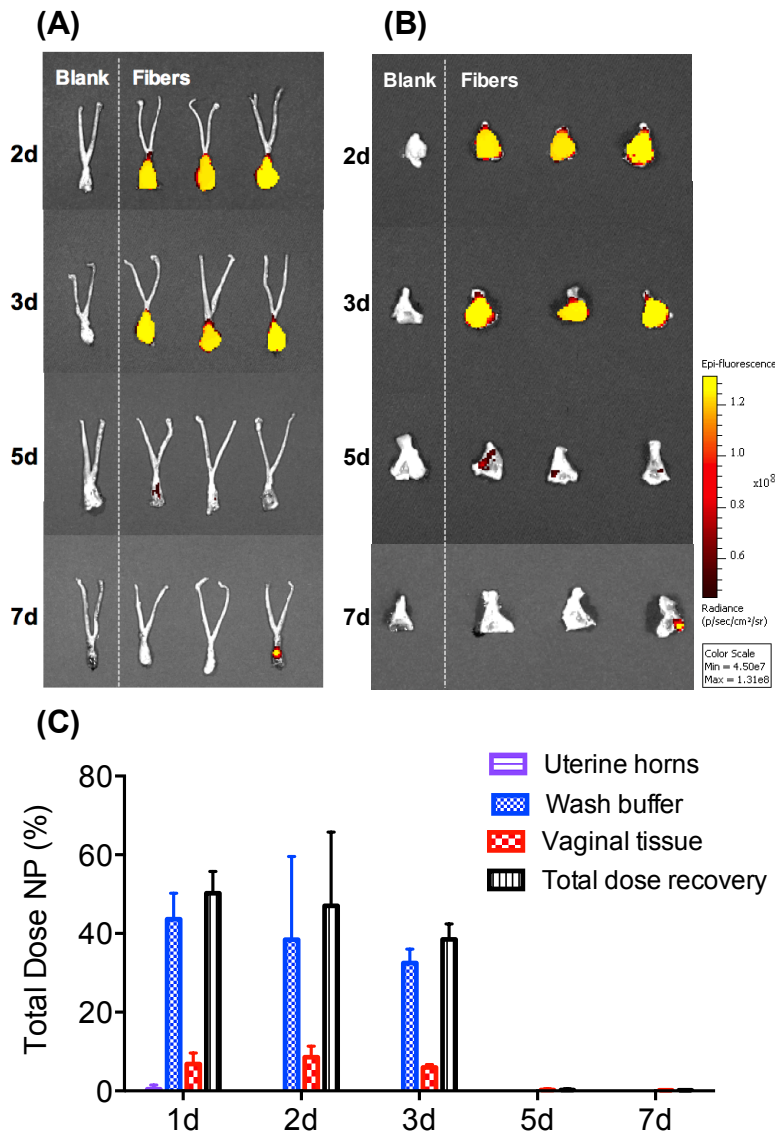 (A)
(B)
Blank Fibers
Blank Fibers
2d
2d
3d
3d
5d
5d
7d
7d
Epi-fluorescence
1.2
1.0
x10⁸
0.8
0.6
Radiance
(p/sec/cm²/sr)
Color Scale
Min = 4.50e7
Max = 1.31e8
(C)
Total Dose NP (%)
80
60
40
20
0
Uterine horns
Wash buffer
Vaginal tissue
Total dose recovery
1d 2d 3d 5d 7d